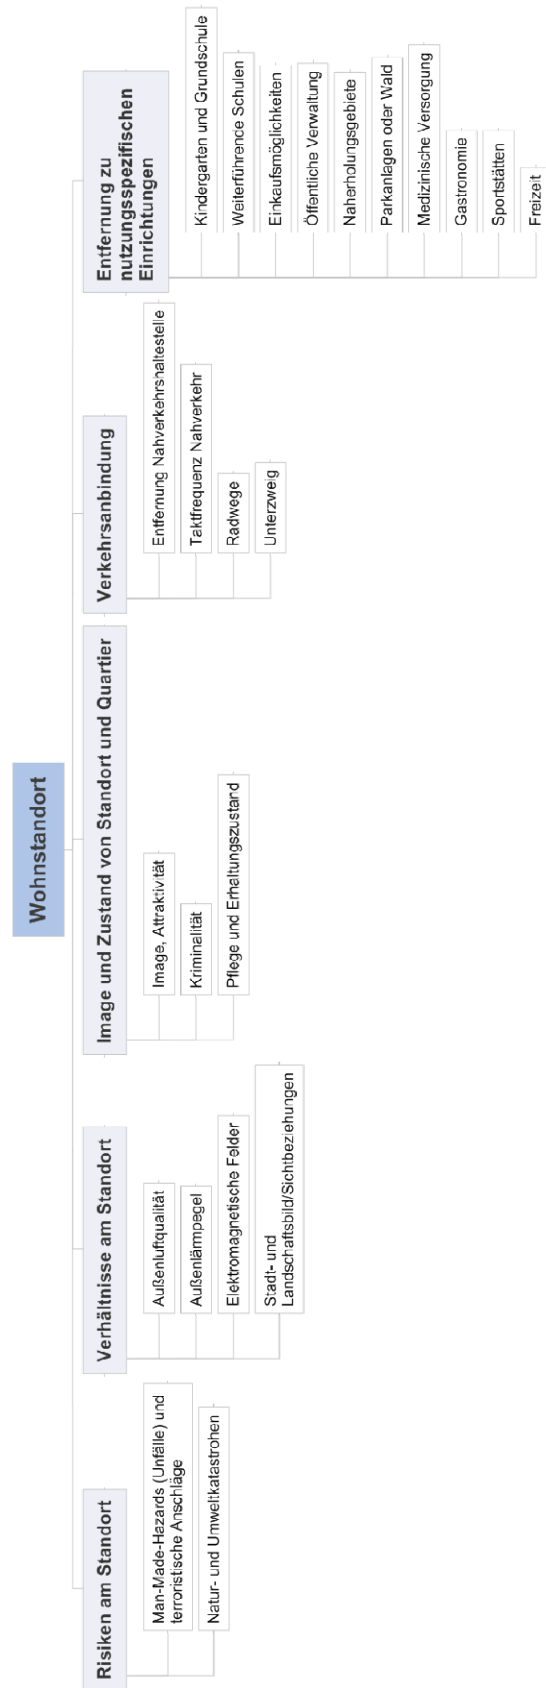 Wohnstandort
Risiken am Standort
Man-Made-Hazards (Unfälle) und
terroristische Anschläge
Natur- und Umweltkatastrohen
Verhältnisse am Standort
Außenluftqualität
Außenlärmpegel
Elektromagnetische Felder
Stadt- und
Landschaftsbild/Sichtbeziehungen
Image und Zustand von Standort und Quartier
Image, Attraktivität
Kriminalität
Pflege und Erhaltungszustand
Verkehrsanbindung
Entfernung Nahverkehrshaltestelle
Taktfrequenz Nahverkehr
Radwege
Unterzweig
Entfernung zu
nutzungsspezifischen
Einrichtungen
Kindergarten und Grundschule
Weiterführende Schulen
Einkaufsmöglichkeiten
Öffentliche Verwaltung
Naherholungsgebiete
Parkanlagen oder Wald
Medizinische Versorgung
Gastronomie
Sportstätten
Freizeit